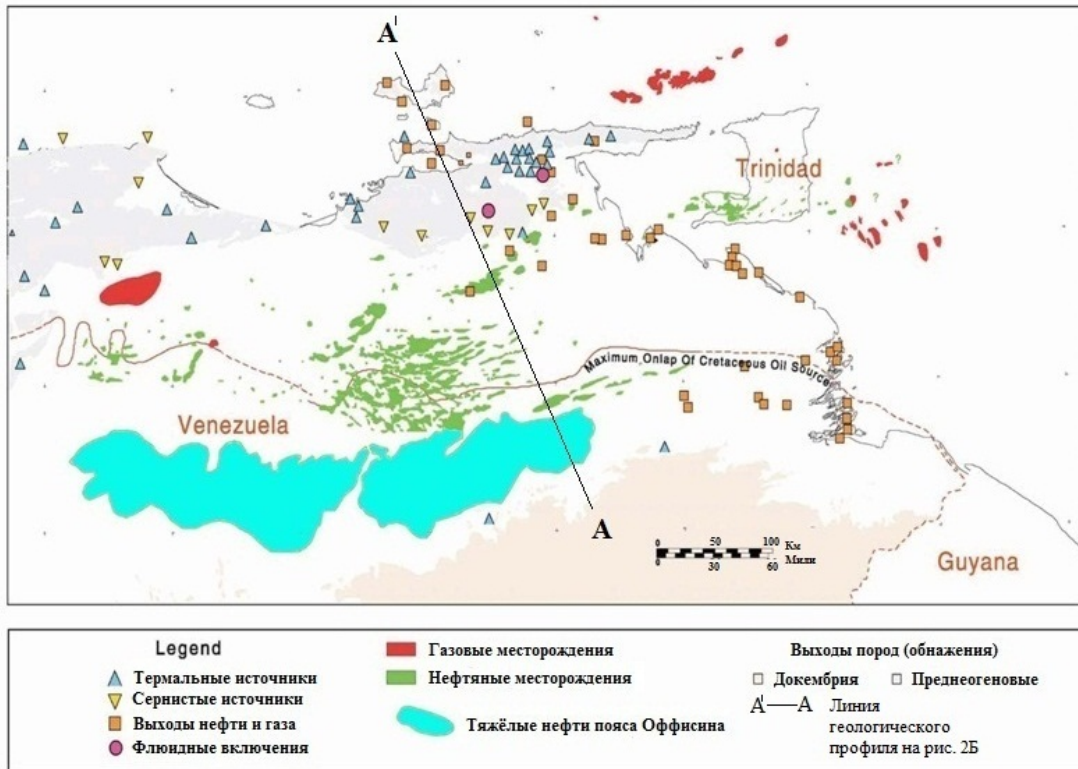 A'
Trinidad
?
?
Maximum Onlap Of Cretaceous Oil Source
Venezuela
A
0 50 100 Км
0 30 60 Мили
Guyana
Legend
Термальные источники
Сернистые источники
Выходы нефти и газа
Флюидные включения
Газовые месторождения
Нефтяные месторождения
Тяжёлые нефти пояса Оффисина
Выходы пород (обнажения)
Докембрия Преднеогеновые
A' A Линия
геологического
профиля на рис. 2Б